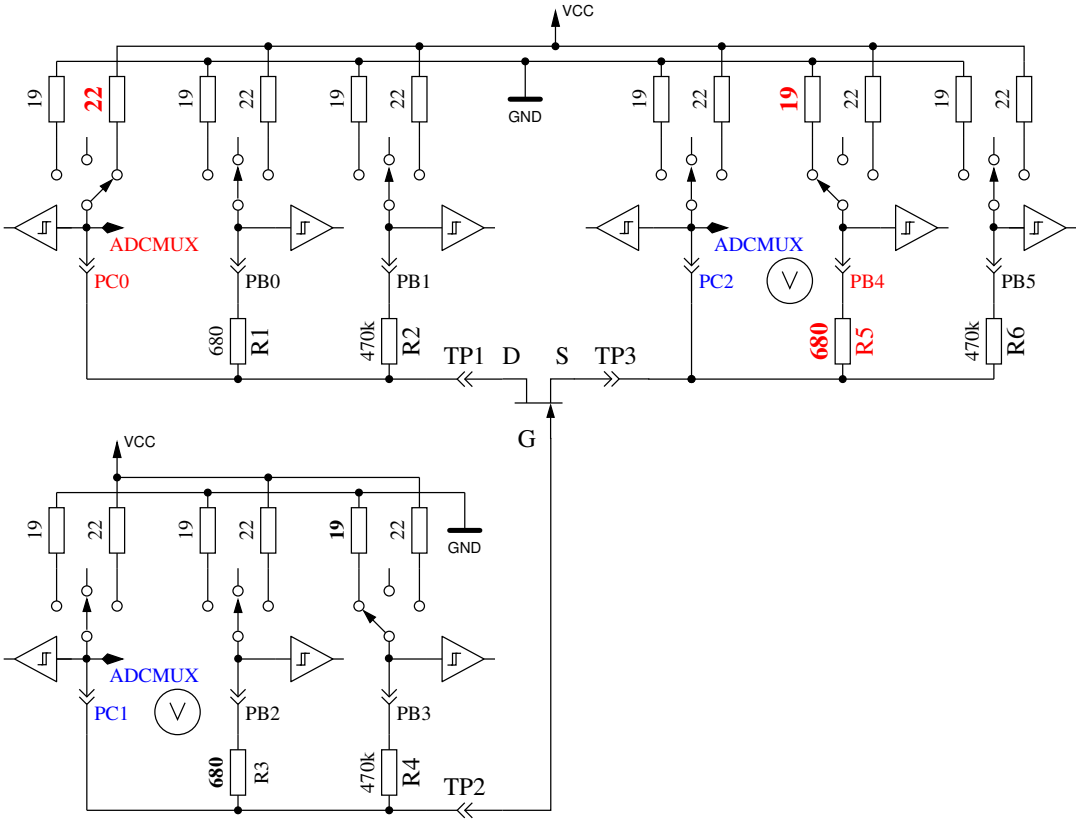 VCC
19
22
19
22
19
22
GND
19
22
19
22
19
22
ADCMUX
ADCMUX
PC0
PB0
PB1
PC2
V
PB4
PB5
680
R1
470k
R2
680
R5
470k
R6
TP1
D
S
TP3
G
VCC
19
22
19
22
19
22
GND
ADCMUX
PC1
V
PB2
PB3
680
R3
470k
R4
TP2